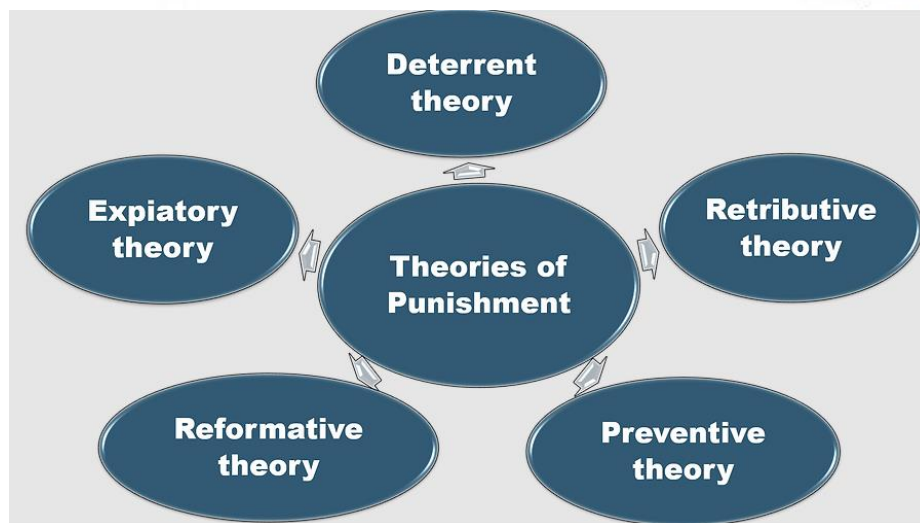 Deterrent
theory
Expiatory
theory
Retributive
theory
Theories of
Punishment
Reformative
theory
Preventive
theory